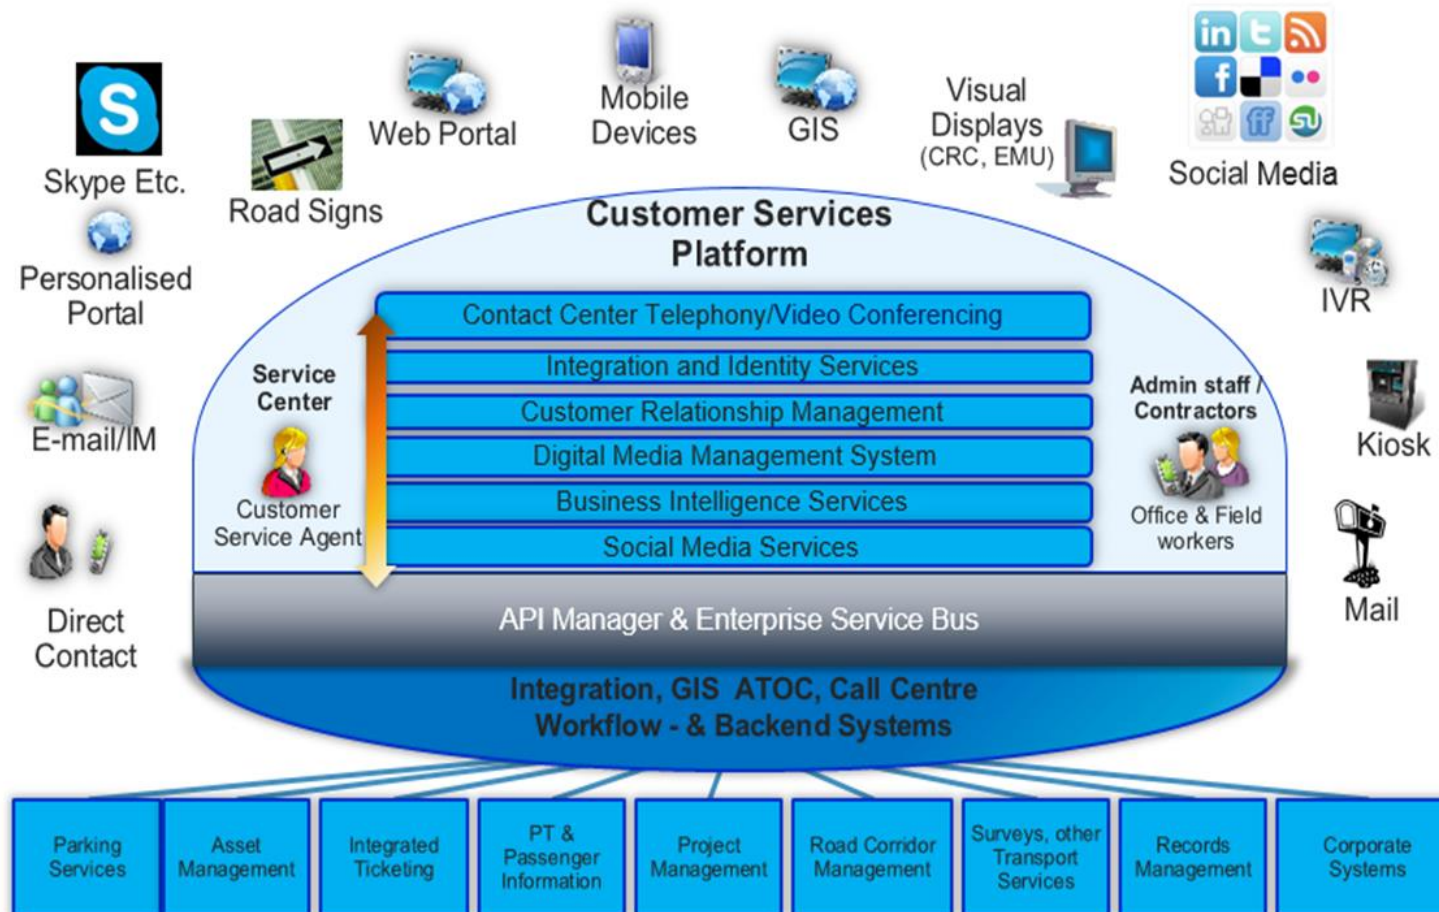 Skype Etc.
Road Signs
Web Portal
Mobile
Devices
GIS
Visual
Displays
(CRC, EMU)
in
t
f
ff
Social Media
Personalised
Portal
E-mail/IM
Direct
Contact
IVR
Kiosk
Mail
Customer Services
Platform
Contact Center Telephony/Video Conferencing
Integration and Identity Services
Customer Relationship Management
Digital Media Management System
Business Intelligence Services
Social Media Services
Service
Center
Customer
Service Agent
Admin staff /
Contractors
Office & Field
workers
API Manager & Enterprise Service Bus
Integration, GIS ATOC, Call Centre
Workflow - & Backend Systems
Parking
Services
Asset
Management
Integrated
Ticketing
PT &
Passenger
Information
Project
Management
Road Corridor
Management
Surveys, other
Transport
Services
Records
Management
Corporate
Systems